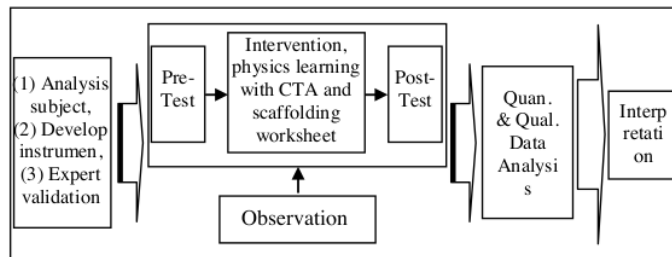 (1) Analysis
subject,
(2) Develop
instrumen,
(3) Expert
validation
Pre-
Test
Intervention,
physics learning
with CTA and
scaffolding
worksheet
Post-
Test
Observation
Quan.
& Qual.
Data
Analysi
s
Interp
retati
on